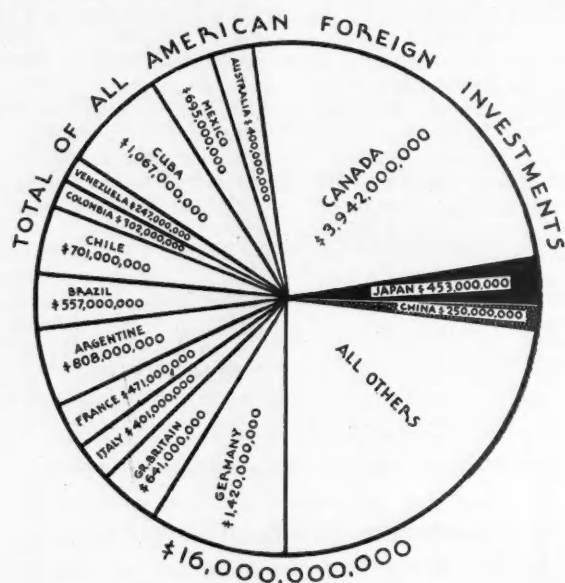 TOTAL OF ALL AMERICAN FOREIGN INVESTMENTS
AUSTRALIA $400,000,000
MEXICO
$695,000,000
CUBA
$1,067,000,000
VENEZUELA $247,000,000
COLOMBIA $302,000,000
CHILE
$701,000,000
BRAZIL
$557,000,000
ARGENTINE
$808,000,000
FRANCE $471,000,000
ITALY $401,000,000
GR. BRITAIN
$641,000,000
GERMANY
$1,420,000,000
CANADA
$3,942,000,000
JAPAN $453,000,000
CHINA $250,000,000
ALL OTHERS
$16,000,000,000